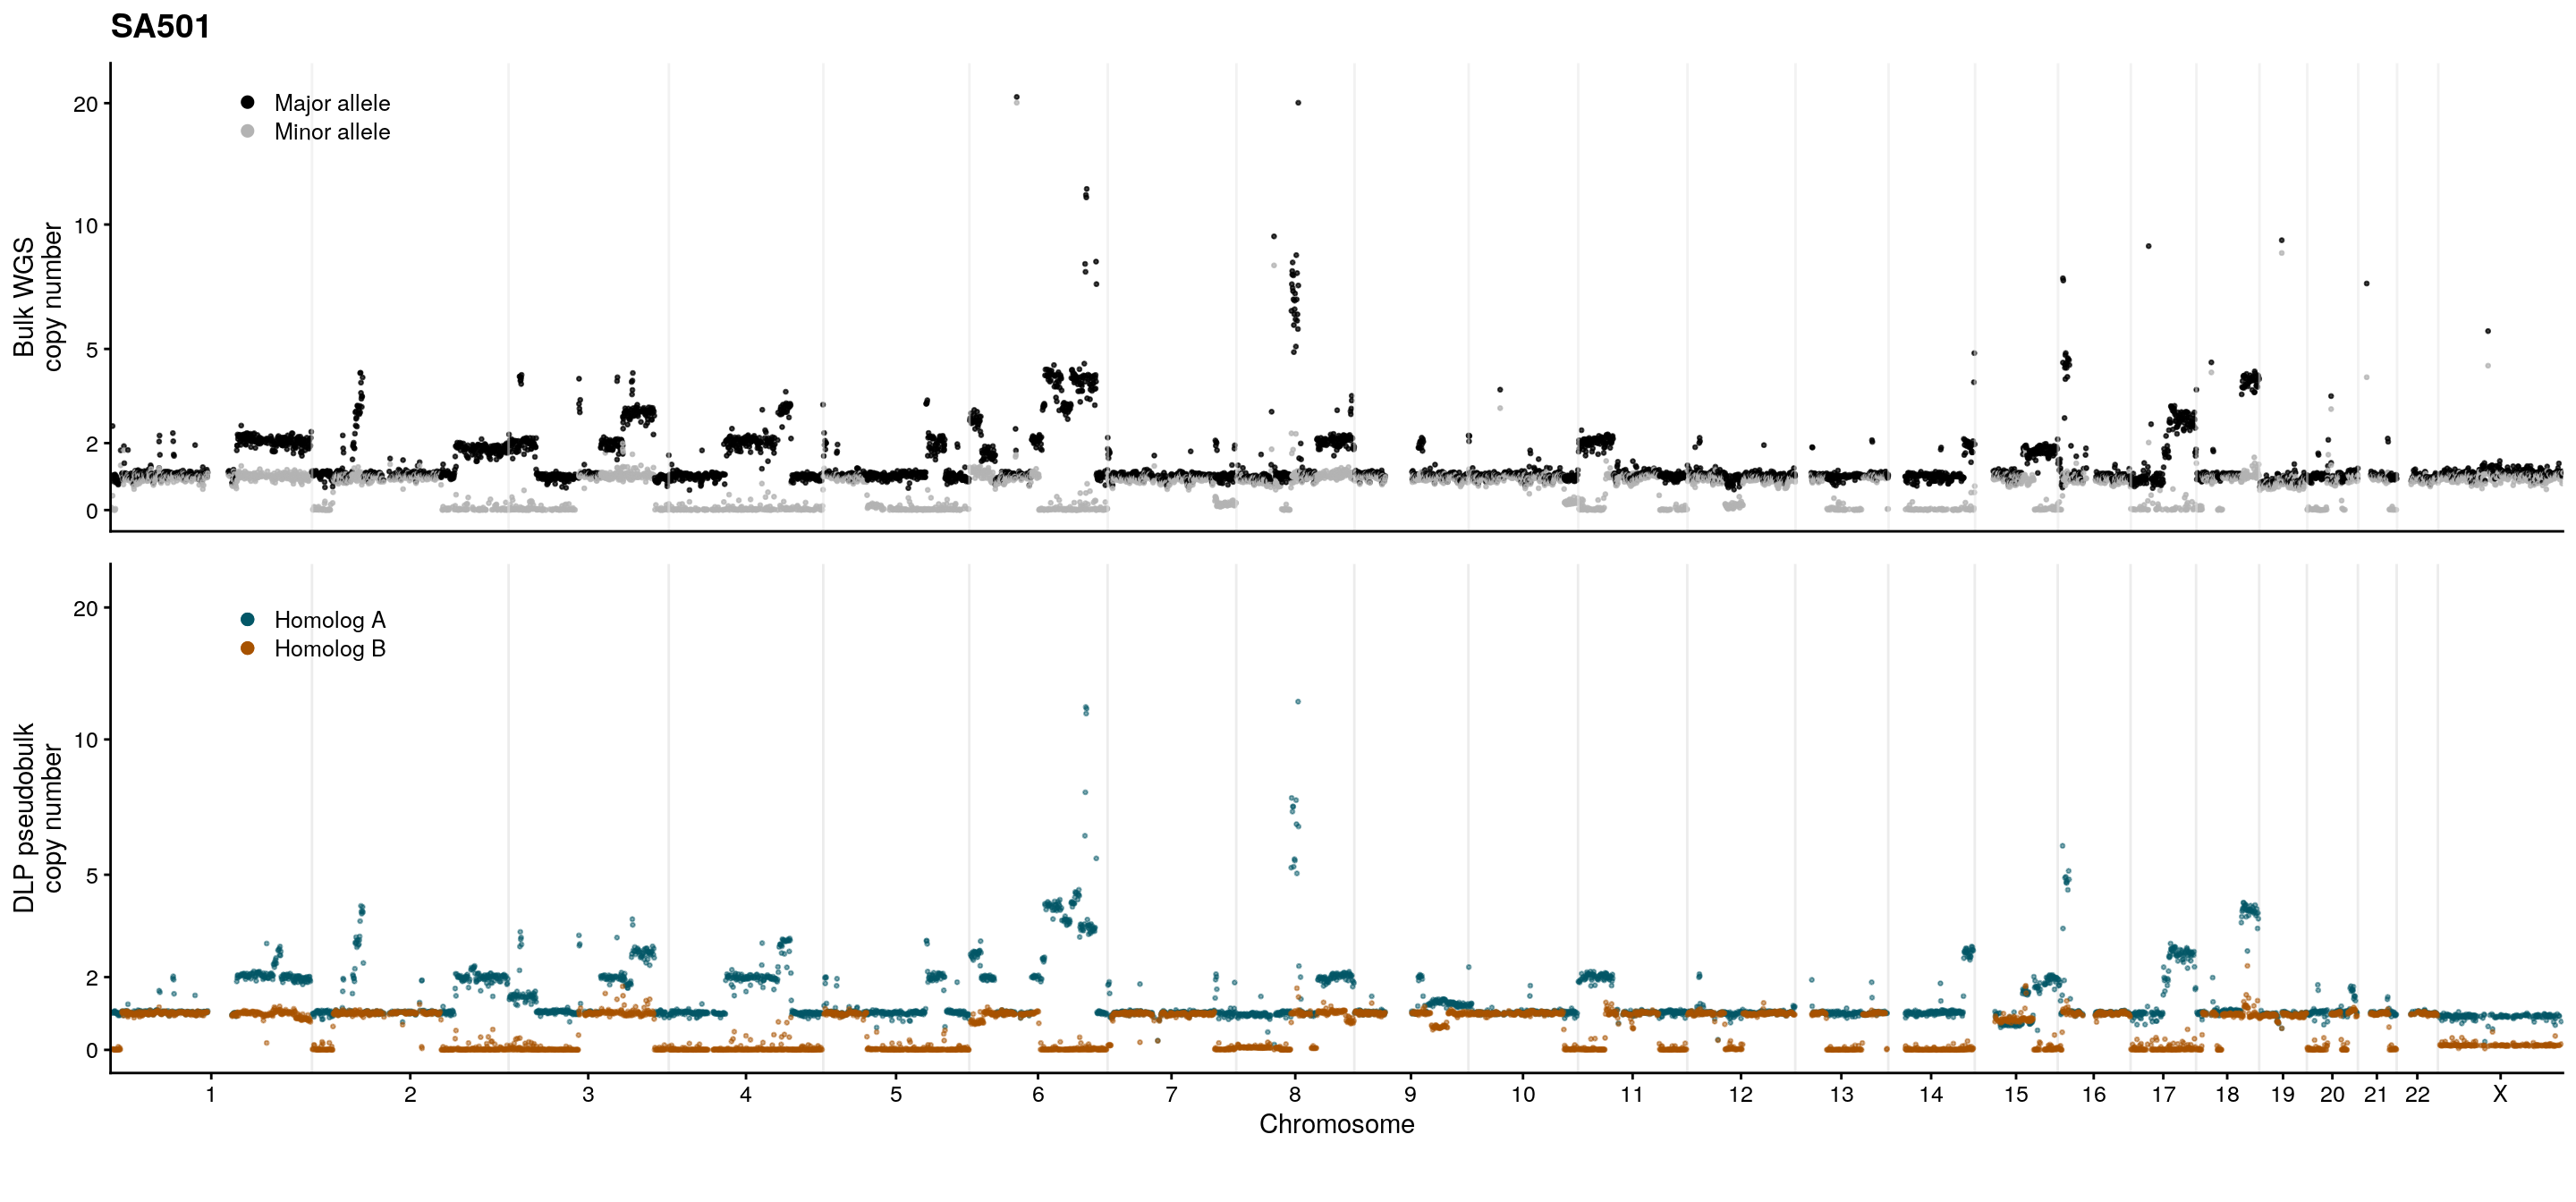 SA501
Bulk WGS
copy number
20
10
5
2
0
Major allele
Minor allele
DLP pseudobulk
copy number
20
10
5
2
0
Homolog A
Homolog B
1 2 3 4 5 6 7 8 9 10 11 12 13 14 15 16 17 18 19 20 21 22 X
Chromosome